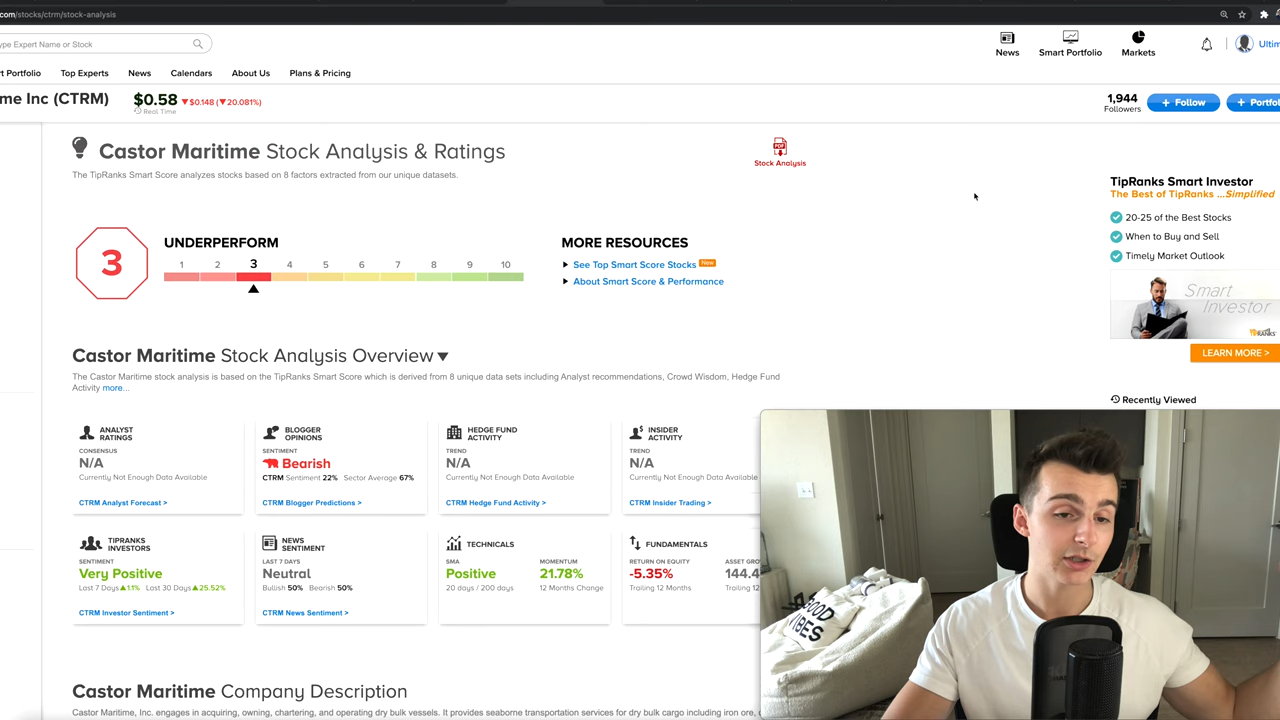 com/stocks/ctrm/stock-analysis
ype Expert Name or Stock
News
Smart Portfolio
Markets
Ultim
rt Portfolio
Top Experts
News
Calendars
About Us
Plans & Pricing
me Inc (CTRM)
$0.58 ▼$0.148 (▼20.081%)
Real Time
1,944
Followers
+ Follow
+ Portfol
Castor Maritime Stock Analysis & Ratings
The TipRanks Smart Score analyzes stocks based on 8 factors extracted from our unique datasets.
PDF
Stock Analysis
3
UNDERPERFORM
1 2 3 4 5 6 7 8 9 10
MORE RESOURCES
See Top Smart Score Stocks New
About Smart Score & Performance
TipRanks Smart Investor
The Best of TipRanks ...Simplified
20-25 of the Best Stocks
When to Buy and Sell
Timely Market Outlook
Smart
Investor
LEARN MORE >
Recently Viewed
Castor Maritime Stock Analysis Overview ▼
The Castor Maritime stock analysis is based on the TipRanks Smart Score which is derived from 8 unique data sets including Analyst recommendations, Crowd Wisdom, Hedge Fund
Activity more...
ANALYST
RATINGS
CONSENSUS
N/A
Currently Not Enough Data Available
CTRM Analyst Forecast >
BLOGGER
OPINIONS
SENTIMENT
Bearish
CTRM Sentiment 22% Sector Average 67%
CTRM Blogger Predictions >
HEDGE FUND
ACTIVITY
TREND
N/A
Currently Not Enough Data Available
CTRM Hedge Fund Activity >
INSIDER
ACTIVITY
TREND
N/A
Currently Not Enough Data Available
CTRM Insider Trading >
TIPRANKS
INVESTORS
SENTIMENT
Very Positive
Last 7 Days ▲1.1% Last 30 Days ▲25.52%
CTRM Investor Sentiment >
NEWS
SENTIMENT
LAST 7 DAYS
Neutral
Bullish 50% Bearish 50%
CTRM News Sentiment >
TECHNICALS
SMA
Positive
20 days / 200 days
MOMENTUM
21.78%
12 Months Change
FUNDAMENTALS
RETURN ON EQUITY
-5.35%
Trailing 12 Months
ASSET GRO
144.4
Trailing 12
GOOD
VIBES
Castor Maritime Company Description
Castor Maritime, Inc. engages in acquiring, owning, chartering, and operating dry bulk vessels. It provides seaborne transportation services for dry bulk cargo including iron ore,